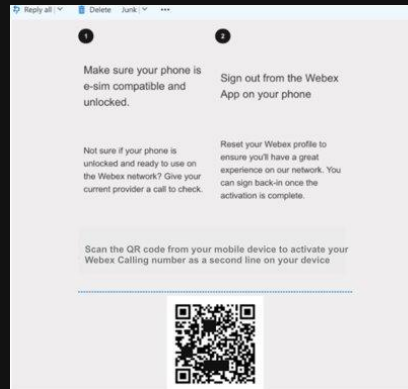 Reply all
Delete
Junk
1
2
Make sure your phone is
e-sim compatible and
unlocked.
Sign out from the Webex
App on your phone
Not sure if your phone is
unlocked and ready to use on
the Webex network? Give your
current provider a call to check.
Reset your Webex profile to
ensure you'll have a great
experience on our network. You
can sign back-in once the
activation is complete.
Scan the QR code from your mobile device to activate your
Webex Calling number as a second line on your device